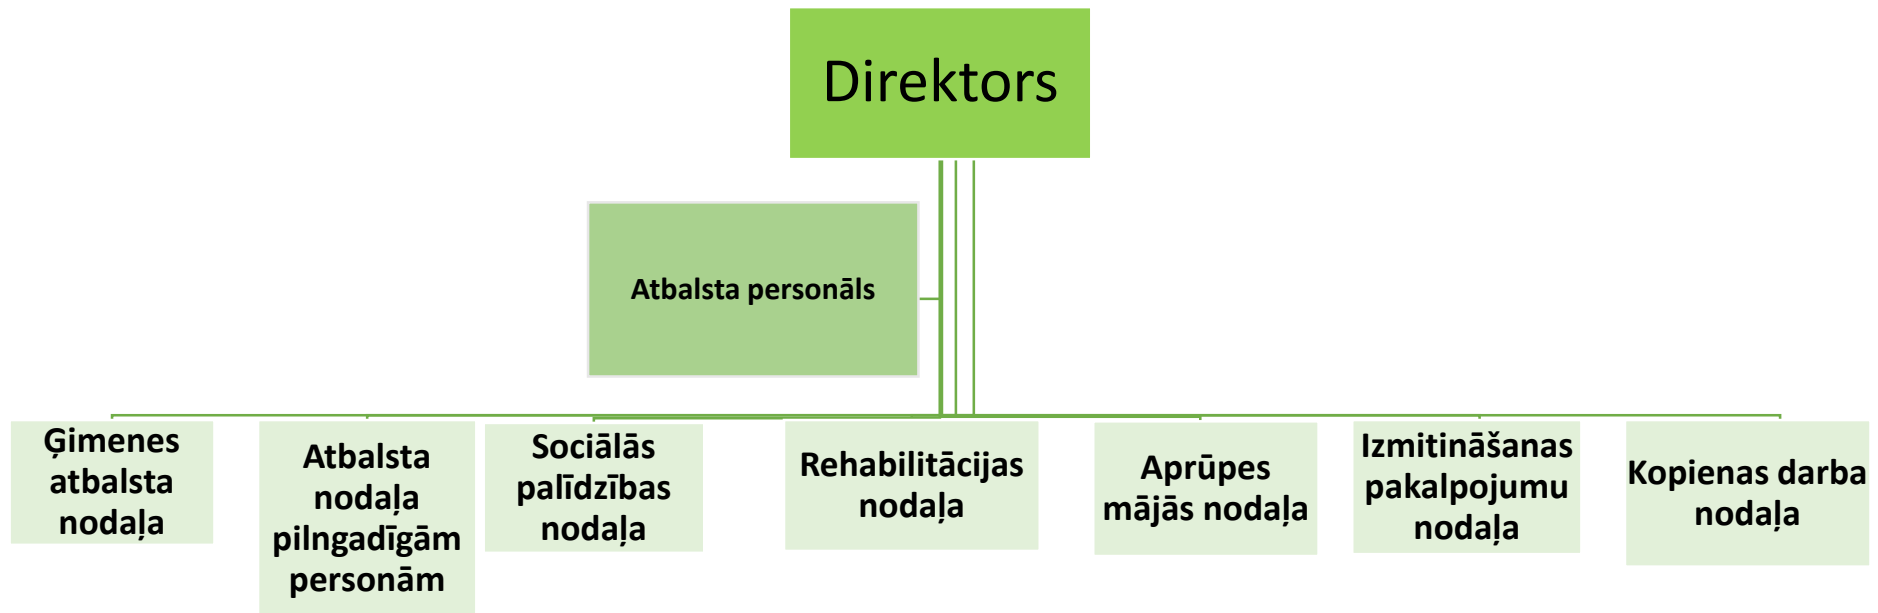 Direktors
Atbalsta personāls
Ģimenes
atbalsta
nodaļa
Atbalsta
nodaļa
pilngadīgām
personām
Sociālās
palīdzības
nodaļa
Rehabilitācijas
nodaļa
Aprūpes
mājās nodaļa
Izmitināšanas
pakalpojumu
nodaļa
Kopienas darba
nodaļa